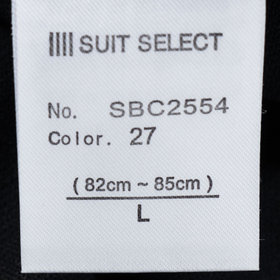 SUIT SELECT
No. SBC2554
Color. 27
(82cm ~ 85cm)
L